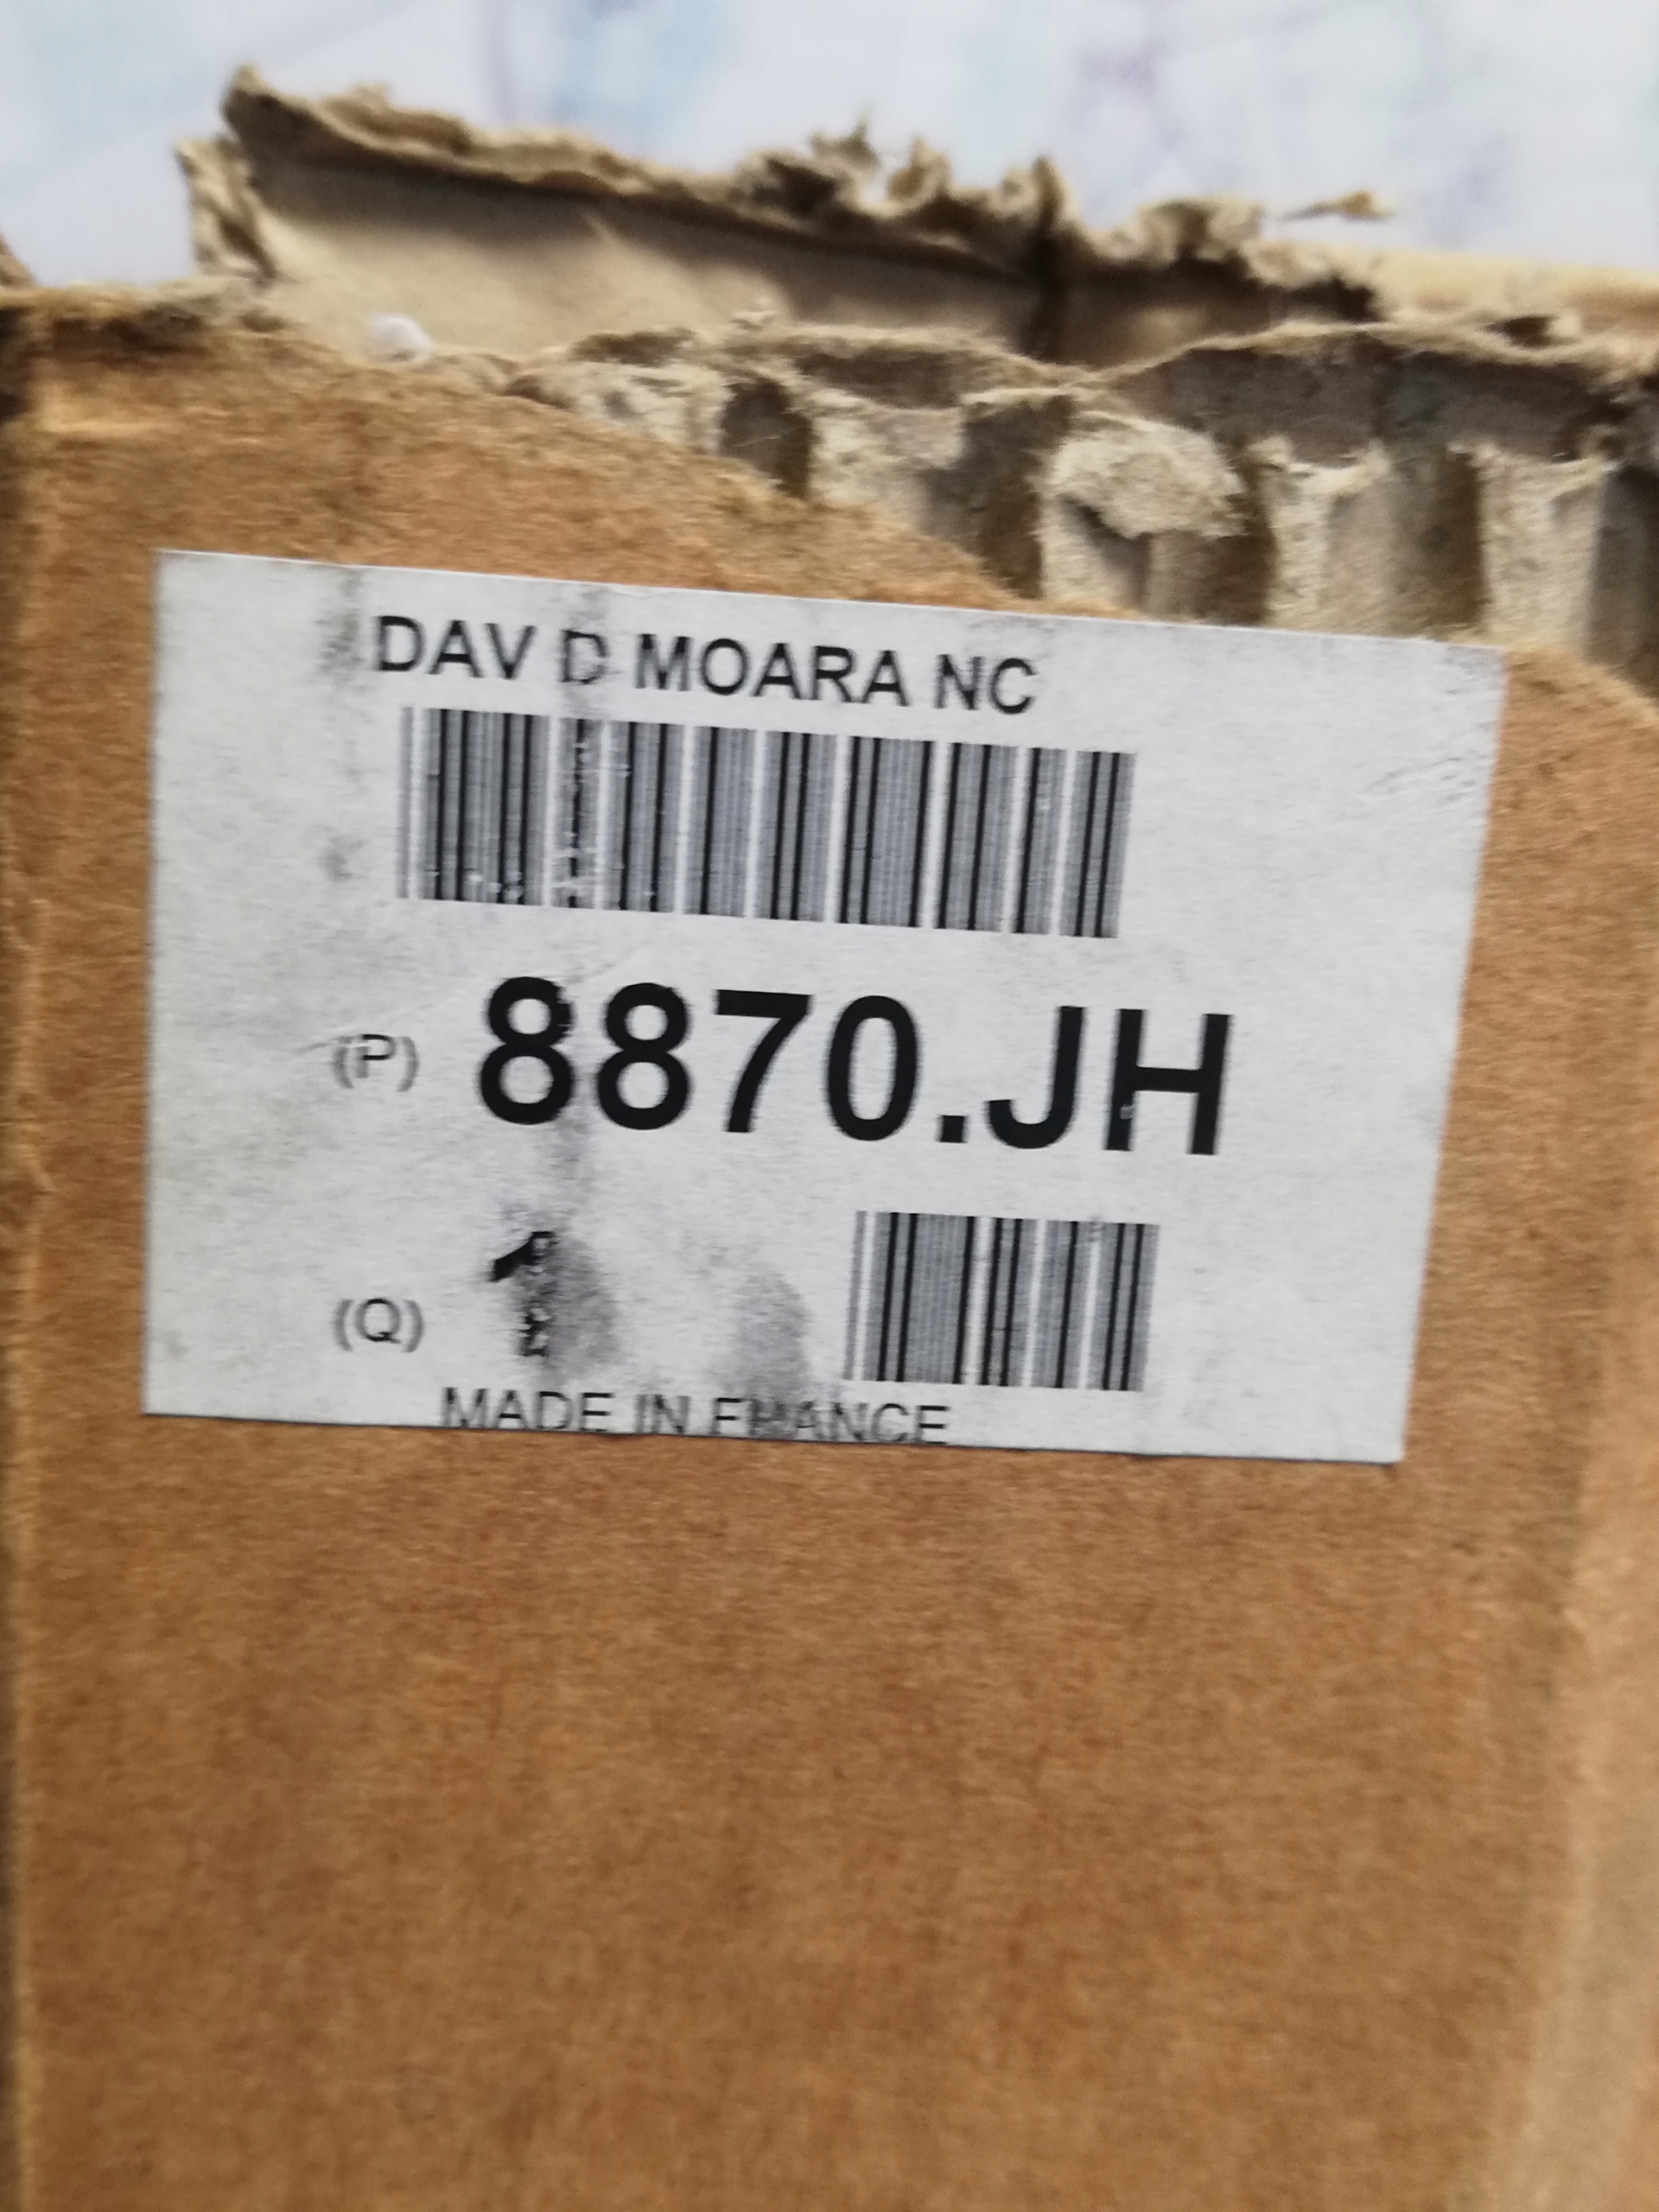 DAV D MOARA NC
(P) 8870.JH
(Q) 1
MADE IN FRANCE